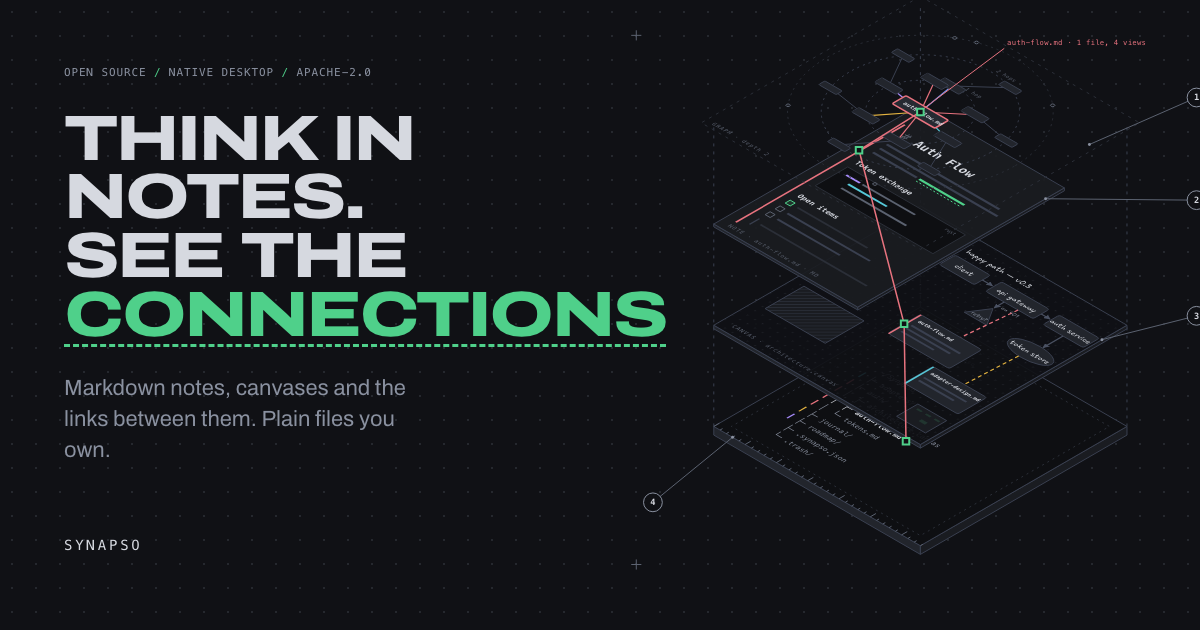 OPEN SOURCE / NATIVE DESKTOP / APACHE-2.0
THINK IN
NOTES.
SEE THE
CONNECTIONS
Markdown notes, canvases and the
links between them. Plain files you
own.
SYNAPSO
auth-flow.md · 1 file, 4 views
1
2
3
4
Auth Flow
Token exchange
Open items
happy path — v0.3
client
api gateway
auth service
token store
auth-flow.md
adapter-design.md
tokens.md
journal/
roadmap/
.synapso.json
.trash/